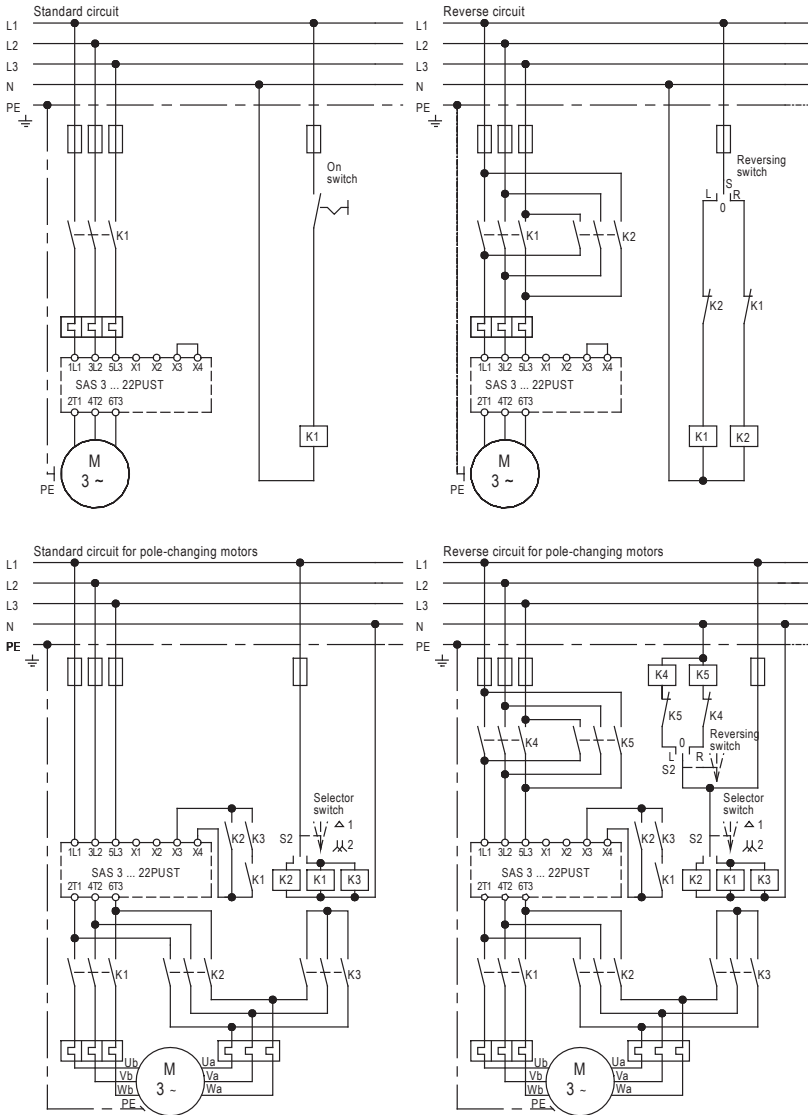 Standard circuit
L1
L2
L3
N
PE
On
switch
K1
1L1 3L2 5L3 X1 X2 X3 X4
SAS 3 ... 22PUST
2T1 4T2 6T3
K1
M
3 ~
PE
Reverse circuit
L1
L2
L3
N
PE
Reversing
switch
S
L R
0
K1 K2
K2 K1
1L1 3L2 5L3 X1 X2 X3 X4
SAS 3 ... 22PUST
2T1 4T2 6T3
K1 K2
M
3 ~
PE
Standard circuit for pole-changing motors
L1
L2
L3
N
PE
Selector
switch
1
K2 K3 S2
2
1L1 3L2 5L3 X1 X2 X3 X4
SAS 3 ... 22PUST
K1 K2 K1 K3
2T1 4T2 6T3
K1 K2 K3
Ub Ua
Vb Va
Wb Wa
M
3 ~
PE
Reverse circuit for pole-changing motors
L1
L2
L3
N
PE
K4 K5
K5 K4
K4 K5
0 Reversing
switch
L R
S2
Selector
switch
1
K2 K3 S2
2
1L1 3L2 5L3 X1 X2 X3 X4
SAS 3 ... 22PUST
K1 K2 K1 K3
2T1 4T2 6T3
K1 K2 K3
Ub Ua
Vb Va
Wb Wa
M
3 ~
PE